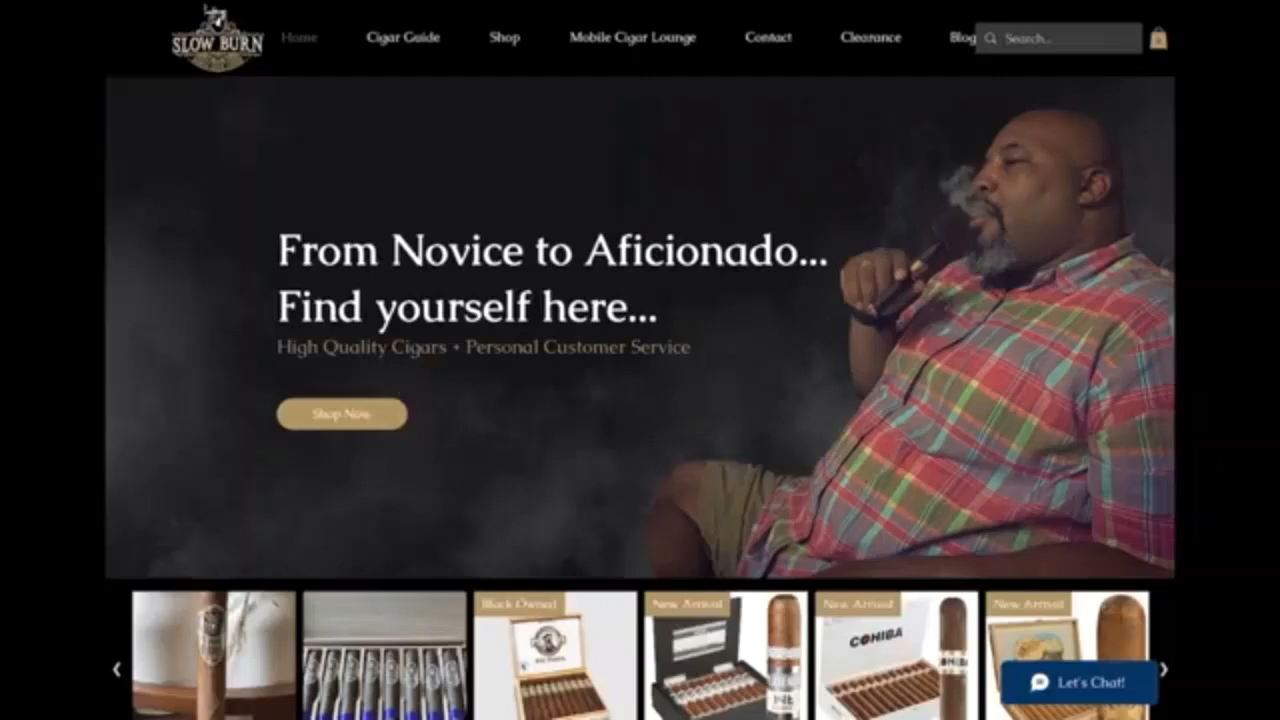 SLOW BURN
Home Cigar Guide Shop Mobile Cigar Lounge Contact Clearance Blog Search...
From Novice to Aficionado...
Find yourself here...
High Quality Cigars + Personal Customer Service
Shop Now
Black Owned New Arrival New Arrival New Arrival
COHIBA
Let's Chat!